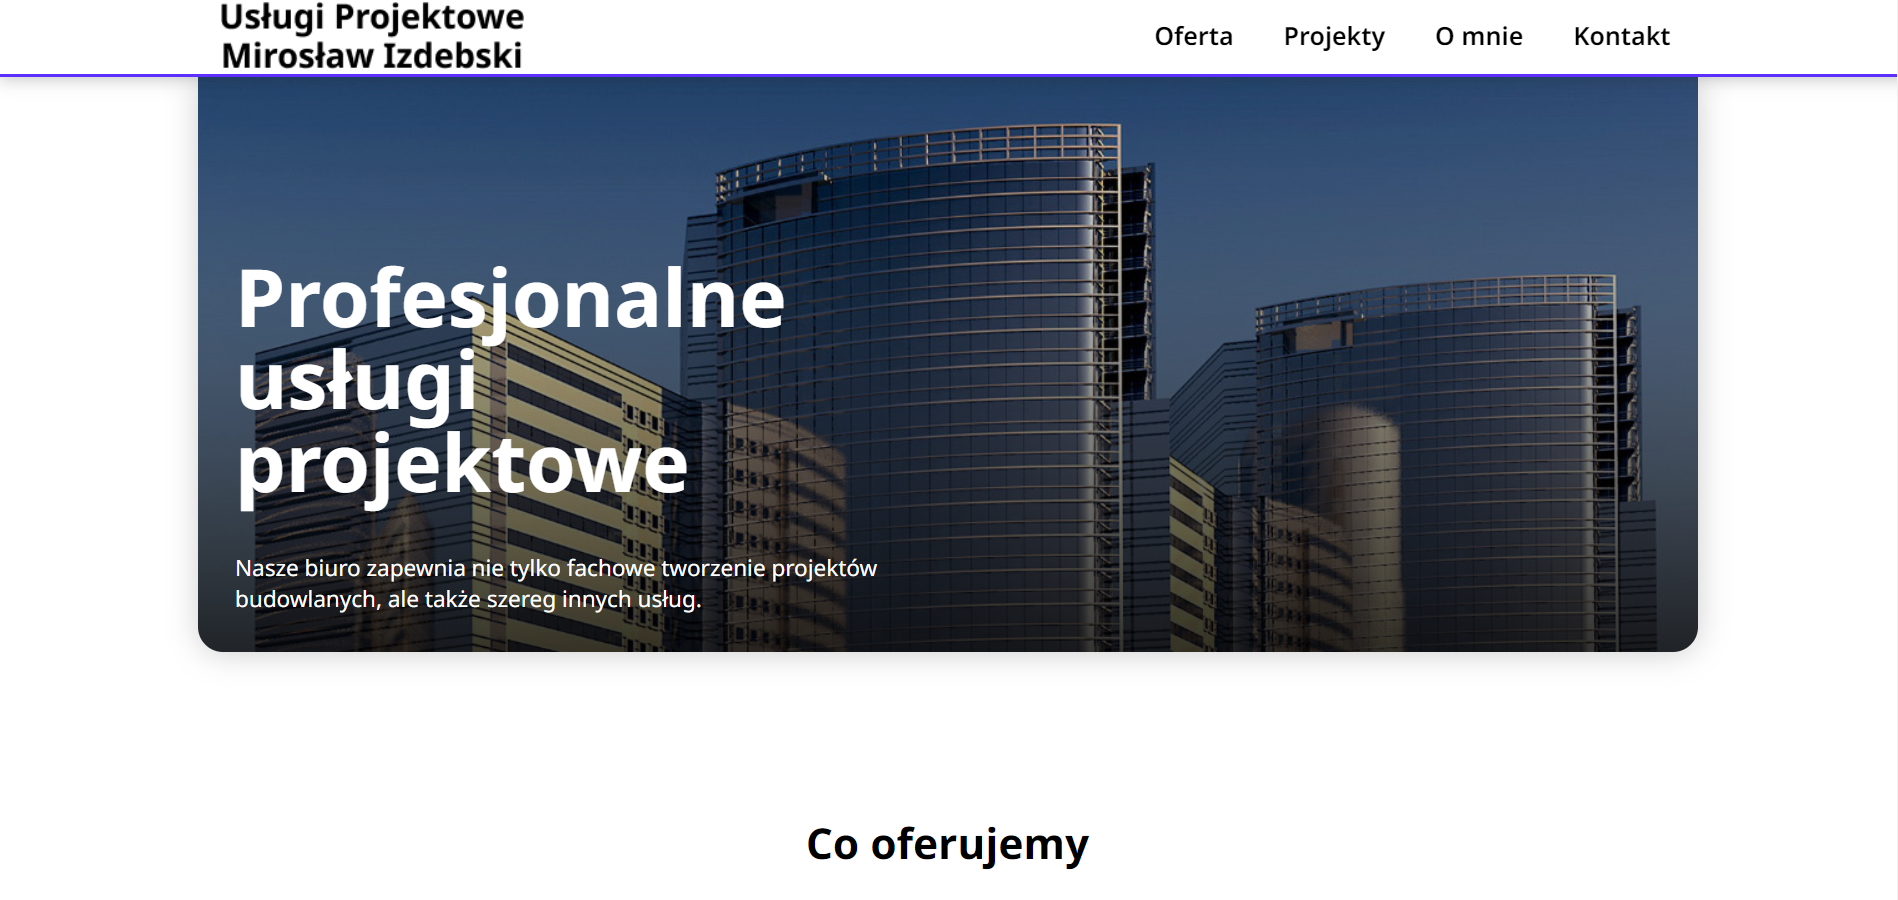 Usługi Projektowe
Mirosław Izdebski
Oferta Projekty O mnie Kontakt
Profesjonalne
usługi
projektowe
Nasze biuro zapewnia nie tylko fachowe tworzenie projektów
budowlanych, ale także szereg innych usług.
Co oferujemy